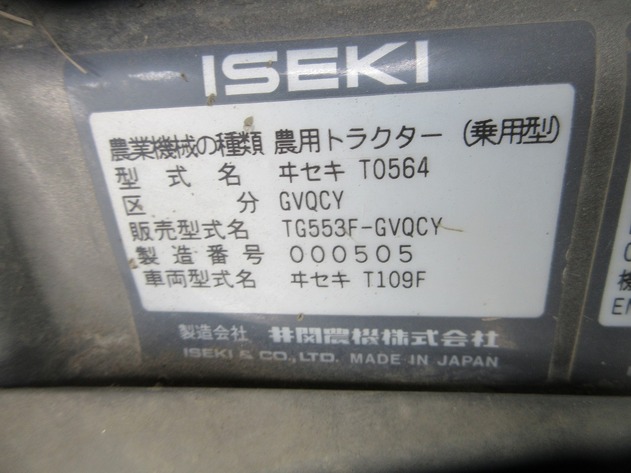 ISEKI
農業機械の種類 農用トラクター (乗用型)
型式名 ヰセキ T0564
区分 GVQCY
販売型式名 TG553F-GVQCY
製造番号 000505
車両型式名 ヰセキ T109F
製造会社 井関農機株式会社
ISEKI & CO., LTD. MADE IN JAPAN